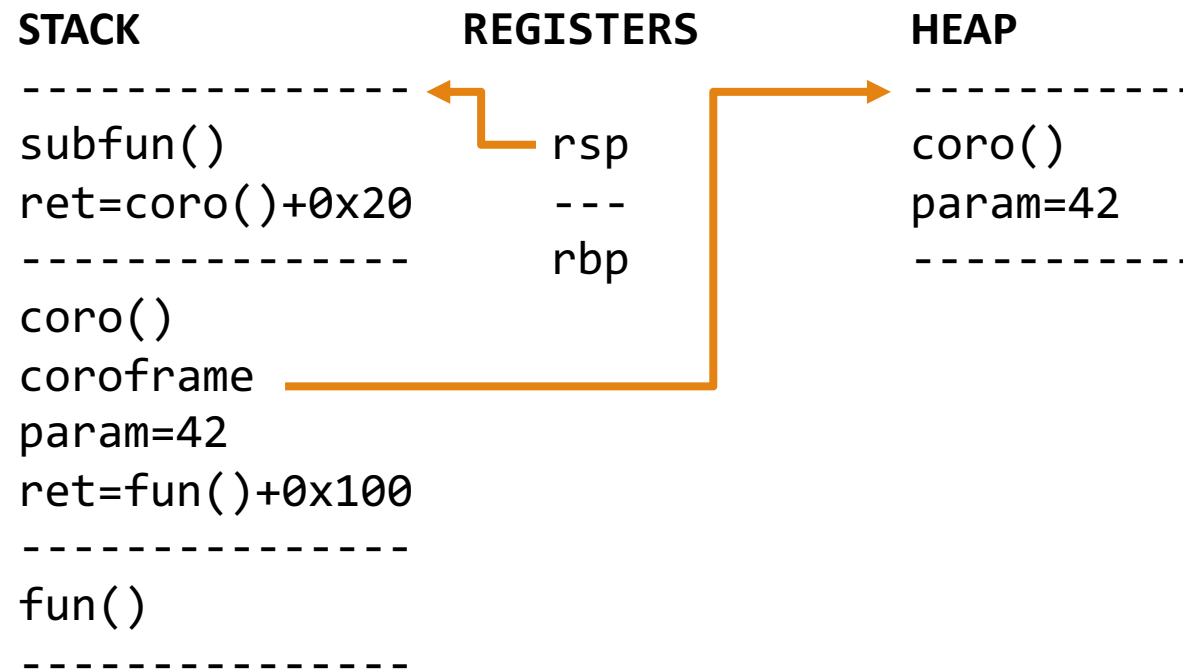 STACK
---------------
subfun()
ret=coro()+0x20
---------------
coro()
coroframe
param=42
ret=fun()+0x100
---------------
fun()
---------------
REGISTERS
rsp
---
rbp
HEAP
-----------
coro()
param=42
-----------